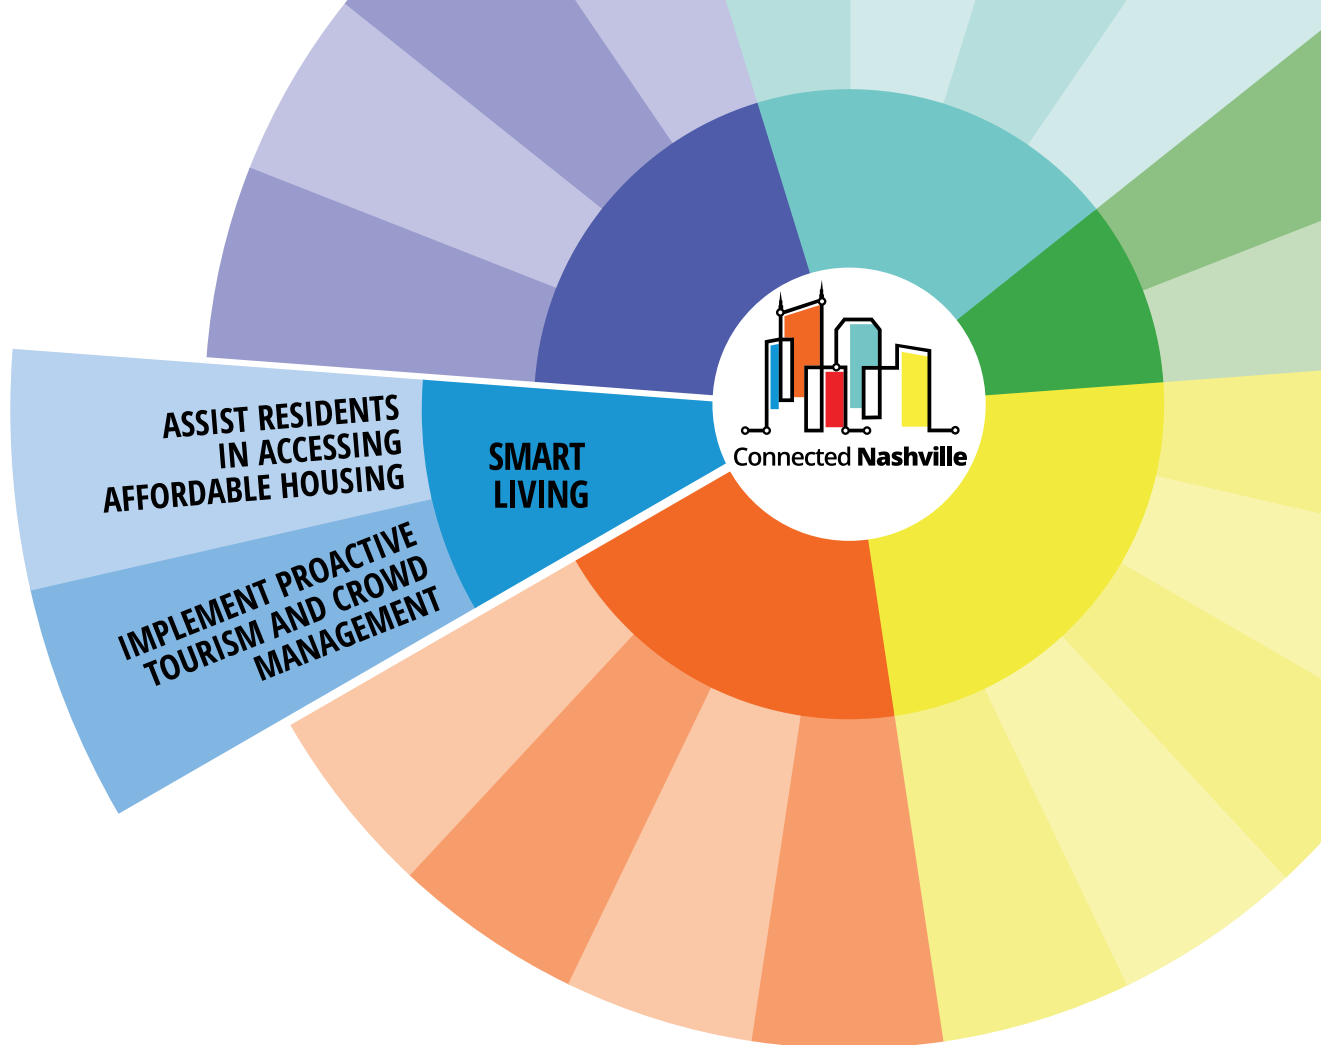 ASSIST RESIDENTS
IN ACCESSING
AFFORDABLE HOUSING
SMART
LIVING
IMPLEMENT PROACTIVE
TOURISM AND CROWD
MANAGEMENT
Connected Nashville